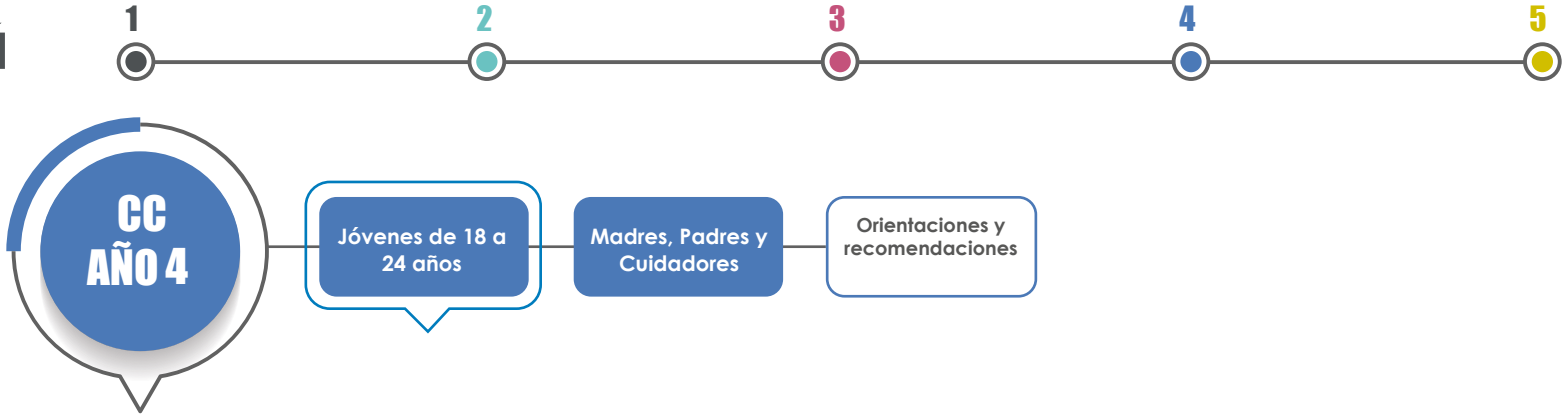 1
2
3
4
5
CC
AÑO 4
Jóvenes de 18 a
24 años
Madres, Padres y
Cuidadores
Orientaciones y
recomendaciones